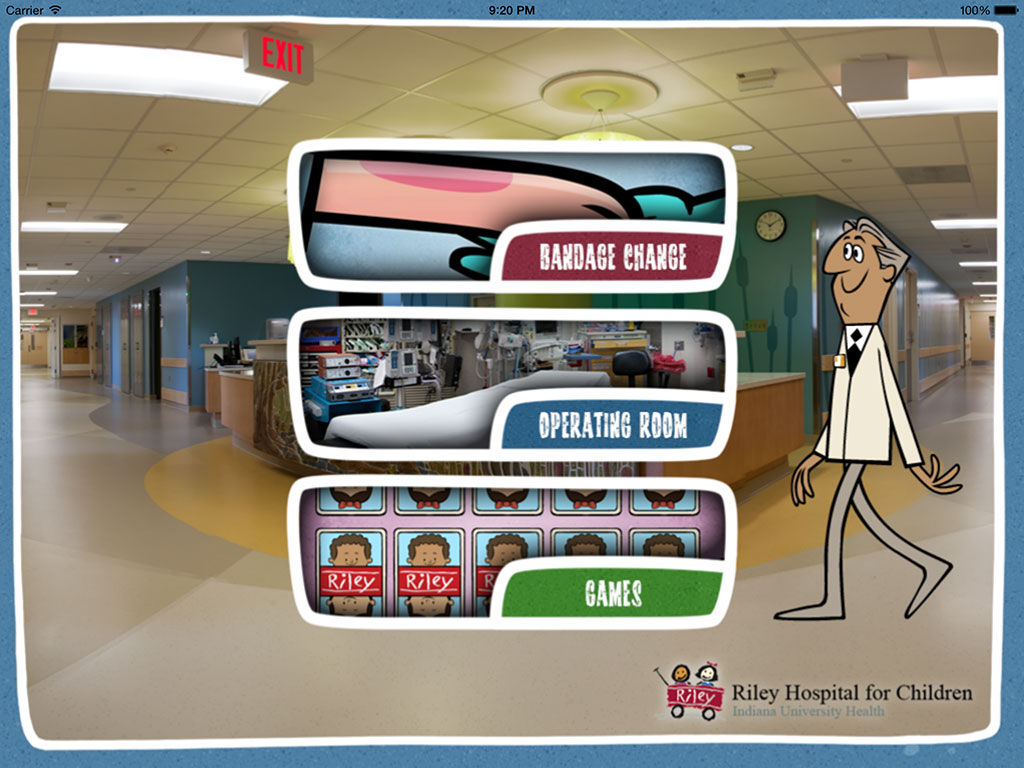 Carrier 9:20 PM 100%
EXIT
BANDAGE CHANGE
OPERATING ROOM
Riley Riley R
GAMES
Riley
Riley Hospital for Children
Indiana University Health